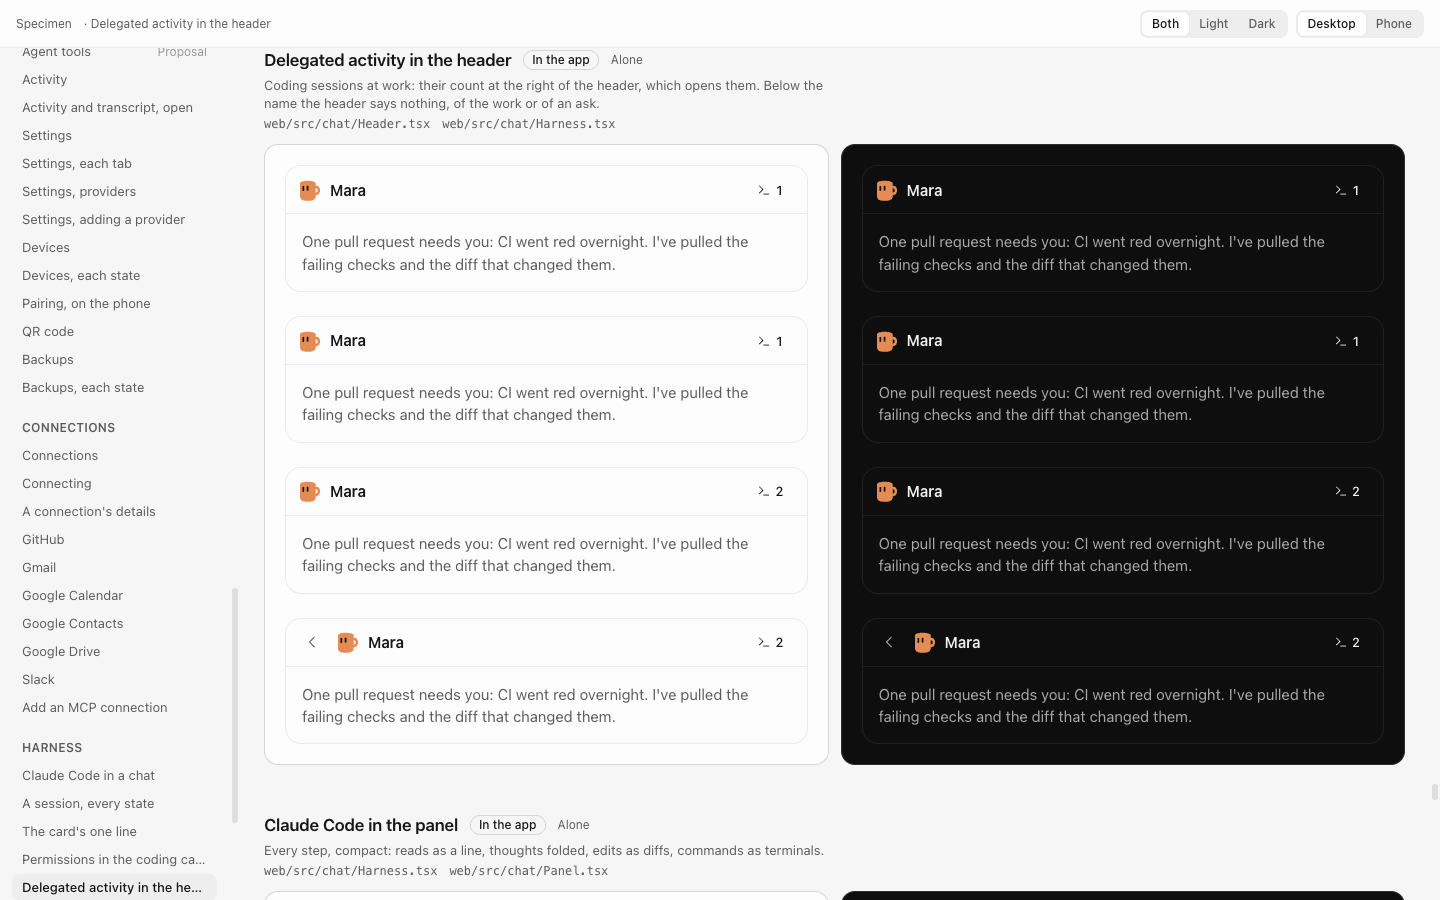 Specimen · Delegated activity in the header
Both Light Dark Desktop Phone
Agent tools Proposal
Activity
Activity and transcript, open
Settings
Settings, each tab
Settings, providers
Settings, adding a provider
Devices
Devices, each state
Pairing, on the phone
QR code
Backups
Backups, each state
CONNECTIONS
Connections
Connecting
A connection's details
GitHub
Gmail
Google Calendar
Google Contacts
Google Drive
Slack
Add an MCP connection
HARNESS
Claude Code in a chat
A session, every state
The card's one line
Permissions in the coding ca...
Delegated activity in the he...
Delegated activity in the header In the app Alone
Coding sessions at work: their count at the right of the header, which opens them. Below the
name the header says nothing, of the work or of an ask.
web/src/chat/Header.tsx web/src/chat/Harness.tsx
Mara >_ 1
One pull request needs you: CI went red overnight. I've pulled the
failing checks and the diff that changed them.
Mara >_ 1
One pull request needs you: CI went red overnight. I've pulled the
failing checks and the diff that changed them.
Mara >_ 2
One pull request needs you: CI went red overnight. I've pulled the
failing checks and the diff that changed them.
Mara >_ 2
One pull request needs you: CI went red overnight. I've pulled the
failing checks and the diff that changed them.
Mara >_ 1
One pull request needs you: CI went red overnight. I've pulled the
failing checks and the diff that changed them.
Mara >_ 1
One pull request needs you: CI went red overnight. I've pulled the
failing checks and the diff that changed them.
Mara >_ 2
One pull request needs you: CI went red overnight. I've pulled the
failing checks and the diff that changed them.
Mara >_ 2
One pull request needs you: CI went red overnight. I've pulled the
failing checks and the diff that changed them.
Claude Code in the panel In the app Alone
Every step, compact: reads as a line, thoughts folded, edits as diffs, commands as terminals.
web/src/chat/Harness.tsx web/src/chat/Panel.tsx